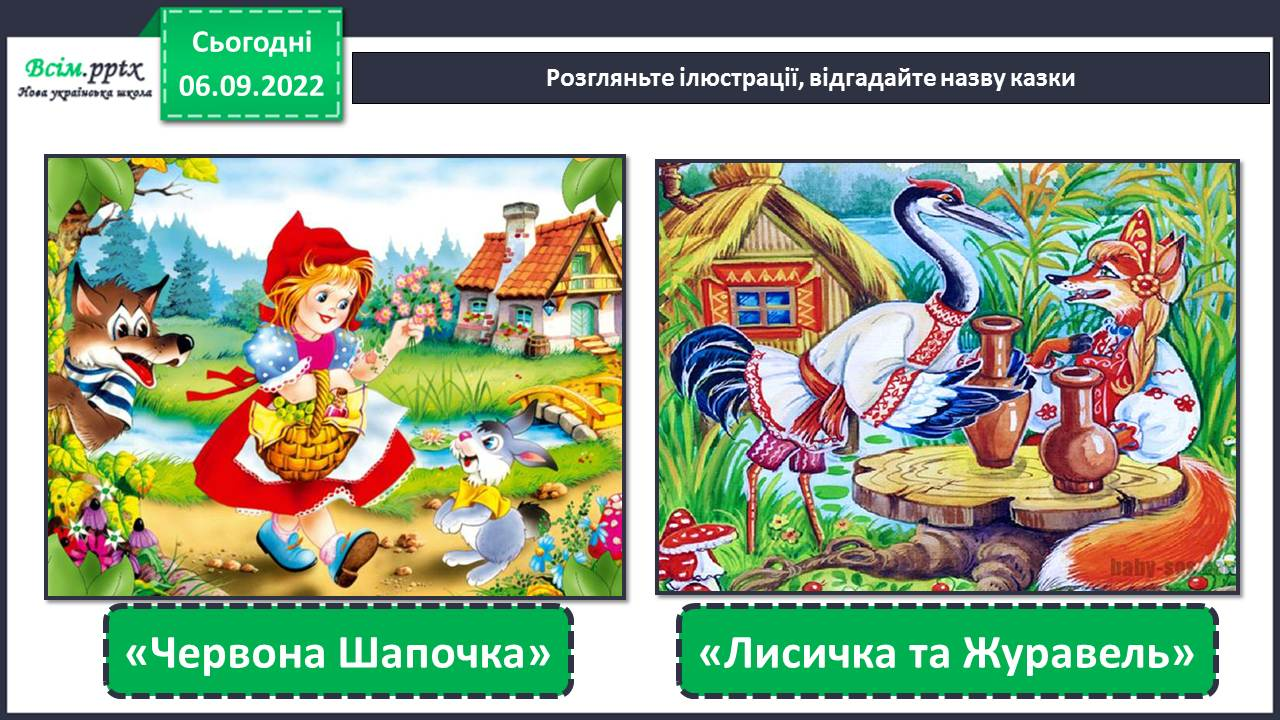 Сьогодні
06.09.2022
Всім.pptx
Нова українська школа
Розгляньте ілюстрації, відгадайте назву казки
«Червона Шапочка»
«Лисичка та Журавель»